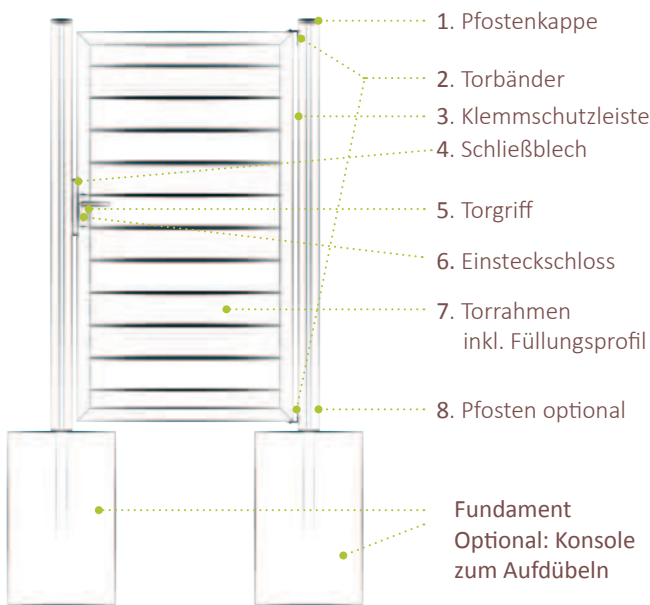 1. Pfostenkappe
2. Torbänder
3. Klemmschutzleiste
4. Schließblech
5. Torgriff
6. Einsteckschloss
7. Torrahmen
inkl. Füllungsprofil
8. Pfosten optional
Fundament
Optional: Konsole
zum Aufdübeln